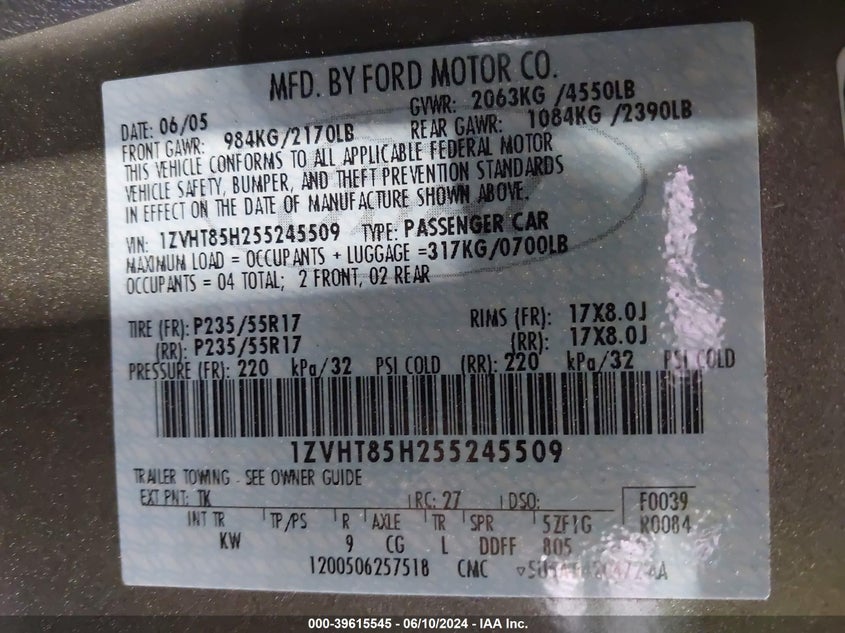 MFD. BY FORD MOTOR CO.
DATE: 06/05 GVWR: 2063KG /4550LB
FRONT GAWR: 984KG/2170LB REAR GAWR: 1084KG /2390LB
THIS VEHICLE CONFORMS TO ALL APPLICABLE FEDERAL MOTOR
VEHICLE SAFETY, BUMPER, AND THEFT PREVENTION STANDARDS
IN EFFECT ON THE DATE OF MANUFACTURE SHOWN ABOVE.
VIN: 1ZVHT85H255245509 TYPE: PASSENGER CAR
MAXIMUM LOAD = OCCUPANTS + LUGGAGE =317KG/0700LB
OCCUPANTS = 04 TOTAL; 2 FRONT, 02 REAR
TIRE (FR): P235/55R17 RIMS (FR): 17X8.0J
(RR): P235/55R17 (RR): 17X8.0J
PRESSURE (FR): 220 kPa/32 PSI COLD (RR): 220 kPa/32 PSI COLD
1ZVHT85H255245509
TRAILER TOWING - SEE OWNER GUIDE
EXT PNT: TK RC: 27 DSO: F0039
INT TR TP/PS R AXLE TR SPR 5ZF1G R0084
KW 9 CG L DDFF 805
1200506257518 CMC
000-39615545 - 06/10/2024 - IAA Inc.